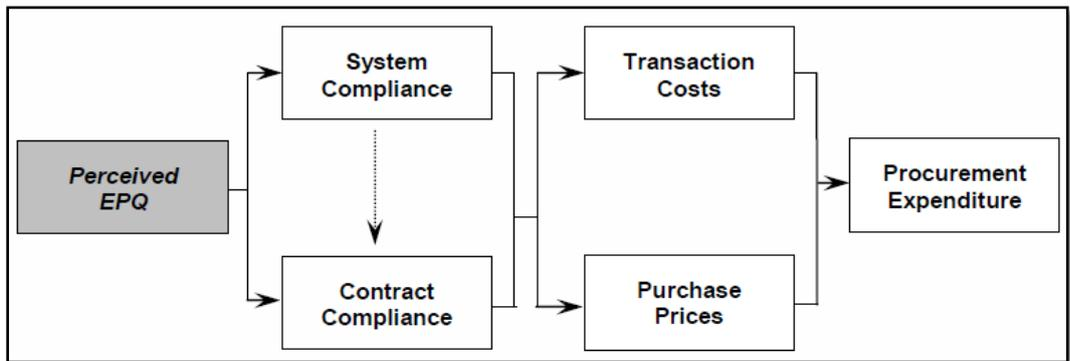 System
Compliance
Transaction
Costs
Perceived
EPQ
Procurement
Expenditure
Contract
Compliance
Purchase
Prices